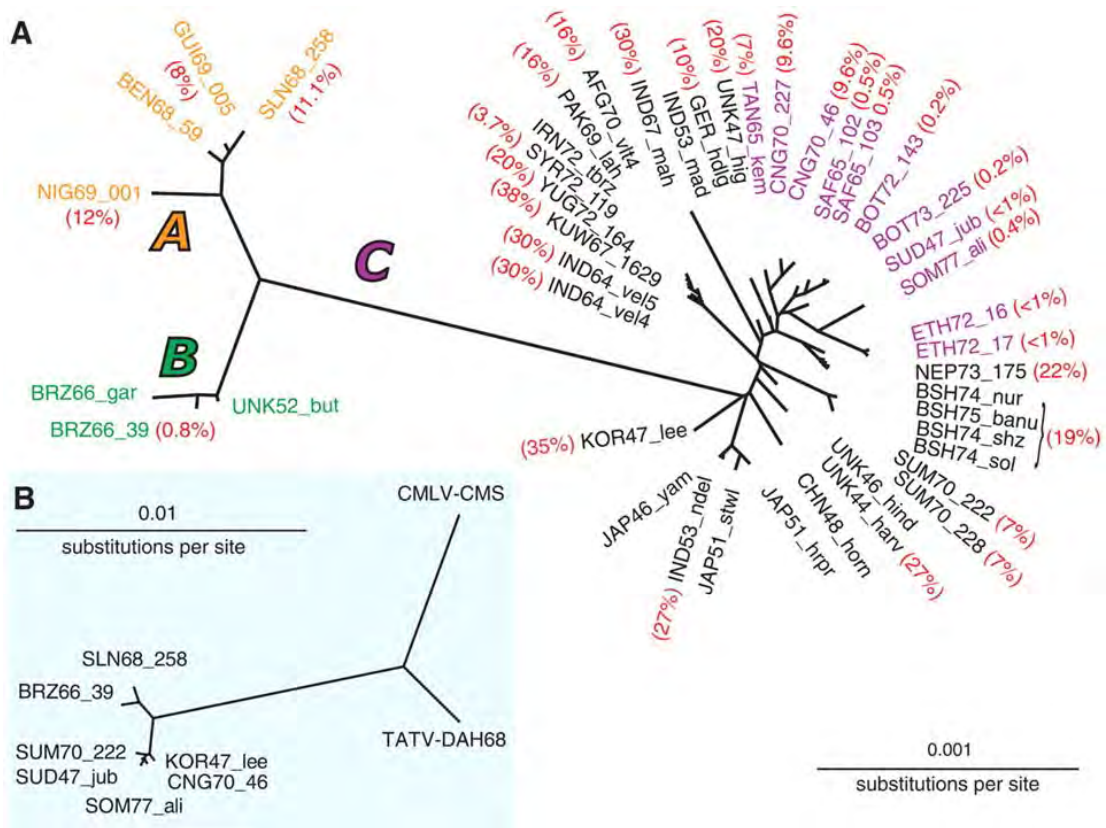 A
BEN68_59
GUI69_005
(8%)
SLN68_258
(11.1%)
NIG69_001
(12%)
A
B
C
BRZ66_gar
BRZ66_39 (0.8%)
UNK52_but
(30%) IND64_vel4
(30%) IND64_vel5
(38%) KUW67_1629
(20%) YUG72_164
(3.7%) SYR72_119
IRN72_tbrz
(16%) PAK69_lah
(16%) AFG70_vlt4
(30%) IND67_mah
IND53_mad
(10%) GER_hdlg
(20%) UNK47_hig
(7%) TAN65_kem
CNG70_227 (9.6%)
CNG70_46 (9.6%)
SAF65_102 (0.5%)
SAF65_103 0.5%)
BOT72_143 (0.2%)
BOT73_225 (0.2%)
SUD47_jub (<1%)
SOM77_ali (0.4%)
ETH72_16 (<1%)
ETH72_17 (<1%)
NEP73_175 (22%)
BSH74_nur
BSH75_banu
BSH74_shz
BSH74_sol
(19%)
SUM70_222 (7%)
SUM70_228 (7%)
UNK46_hind
UNK44_harv (27%)
CHN48_horn
JAP51_hrpr
JAP51_stwl
(27%) IND53_ndel
JAP46_yam
(35%) KOR47_lee
0.001
substitutions per site
B
0.01
substitutions per site
CMLV-CMS
SLN68_258
BRZ66_39
TATV-DAH68
SUM70_222
SUD47_jub
KOR47_lee
CNG70_46
SOM77_ali